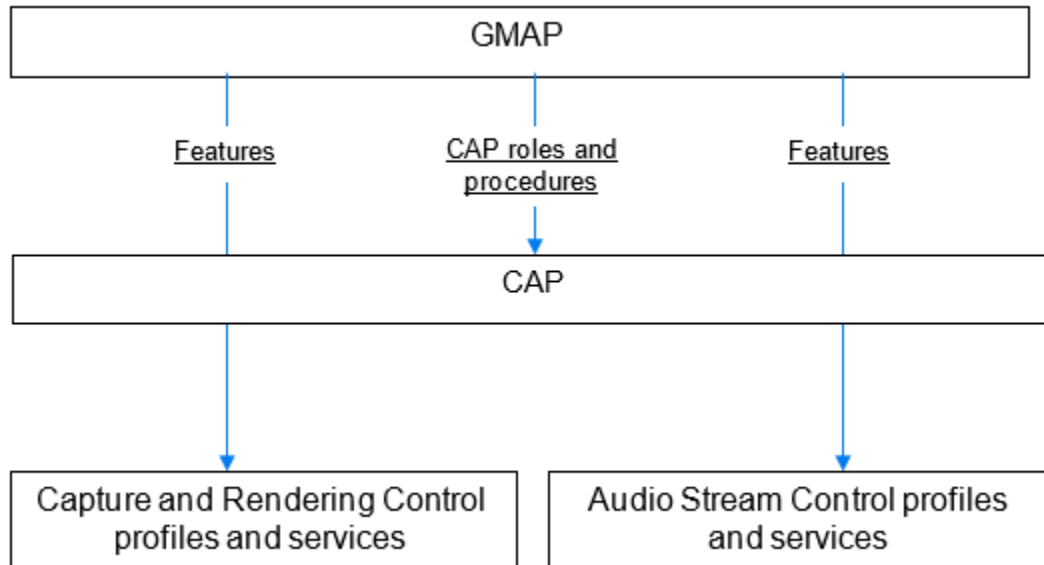 GMAP
Features
CAP roles and
procedures
Features
CAP
Capture and Rendering Control
profiles and services
Audio Stream Control profiles
and services